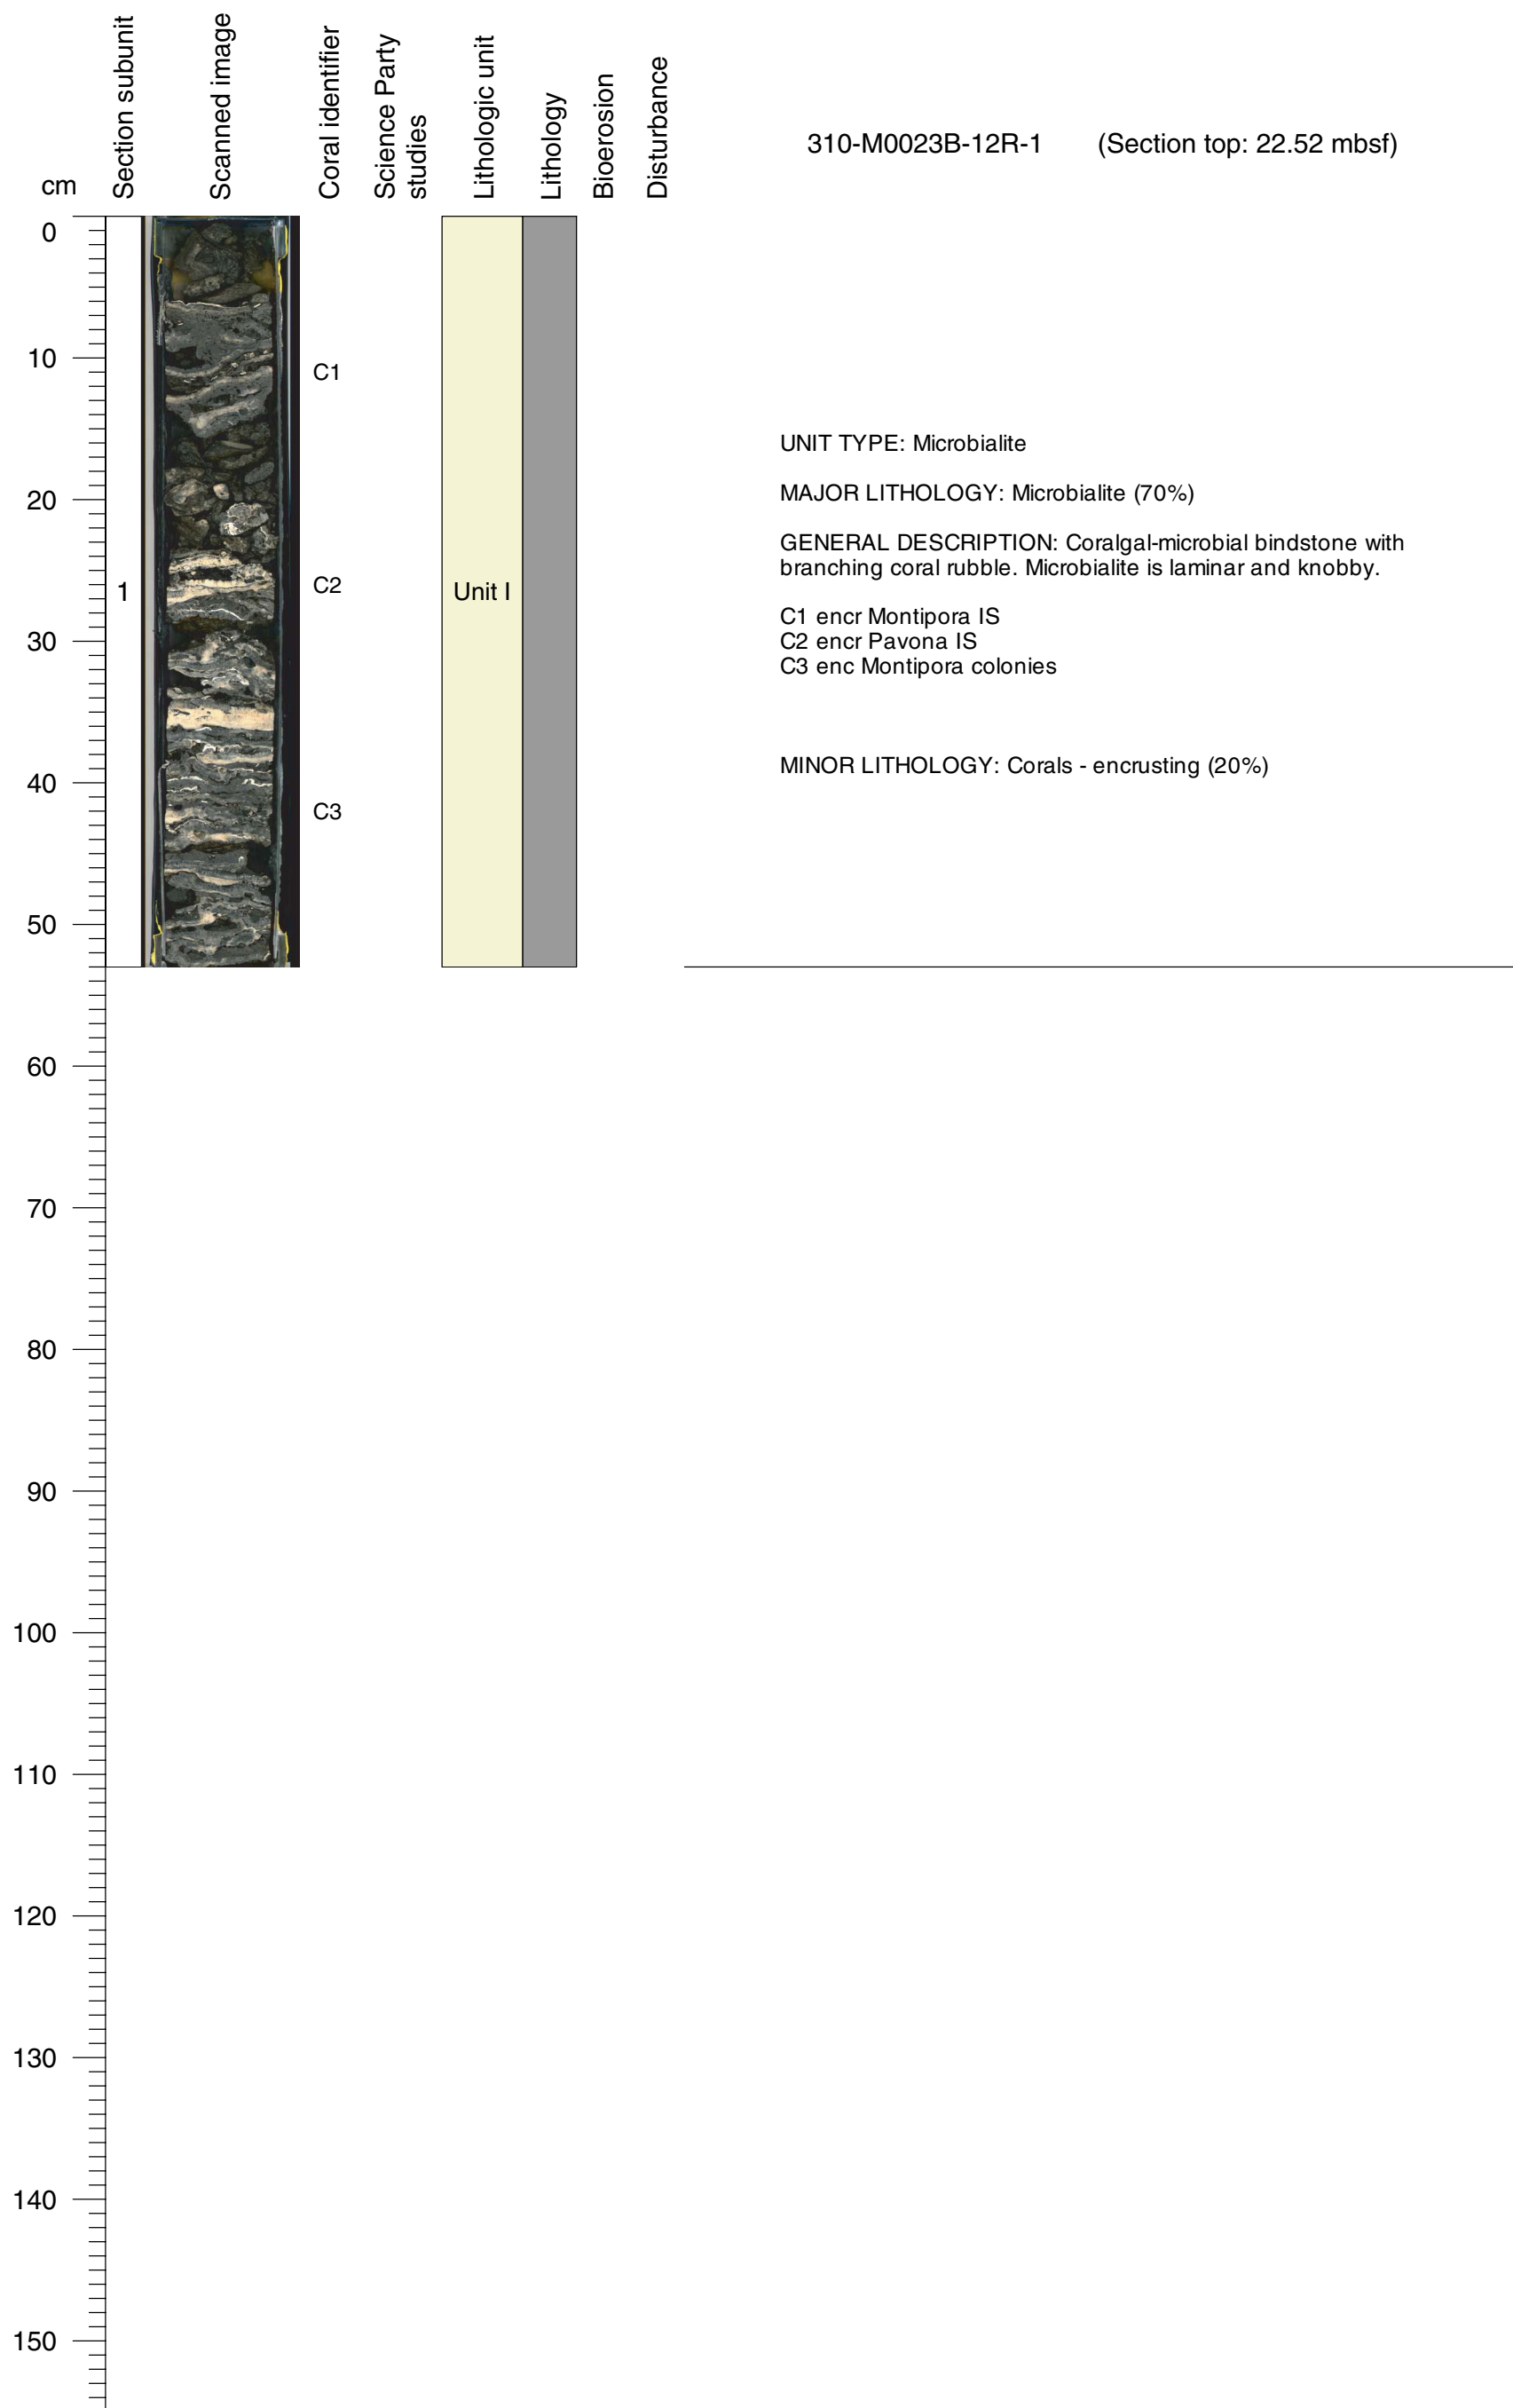 cm
Section subunit
Scanned image
Coral identifier
Science Party
studies
Lithologic unit
Lithology
Bioerosion
Disturbance
310-M0023B-12R-1 (Section top: 22.52 mbsf)
0
10
20
30
40
50
60
70
80
90
100
110
120
130
140
150
1
C1
C2
C3
Unit I
UNIT TYPE: Microbialite
MAJOR LITHOLOGY: Microbialite (70%)
GENERAL DESCRIPTION: Coralgal-microbial bindstone with
branching coral rubble. Microbialite is laminar and knobby.
C1 encr Montipora IS
C2 encr Pavona IS
C3 enc Montipora colonies
MINOR LITHOLOGY: Corals - encrusting (20%)